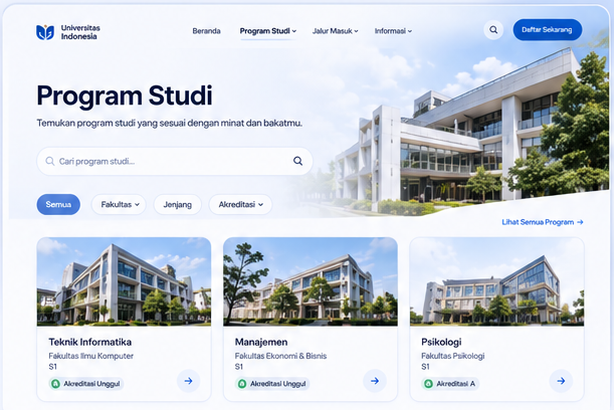 Universitas
Indonesia
Beranda
Program Studi
Jalur Masuk
Informasi
Daftar Sekarang
Program Studi
Temukan program studi yang sesuai dengan minat dan bakatmu.
Cari program studi...
Semua
Fakultas
Jenjang
Akreditasi
Lihat Semua Program →
Teknik Informatika
Fakultas Ilmu Komputer
S1
Akreditasi Unggul
Manajemen
Fakultas Ekonomi & Bisnis
S1
Akreditasi Unggul
Psikologi
Fakultas Psikologi
S1
Akreditasi A